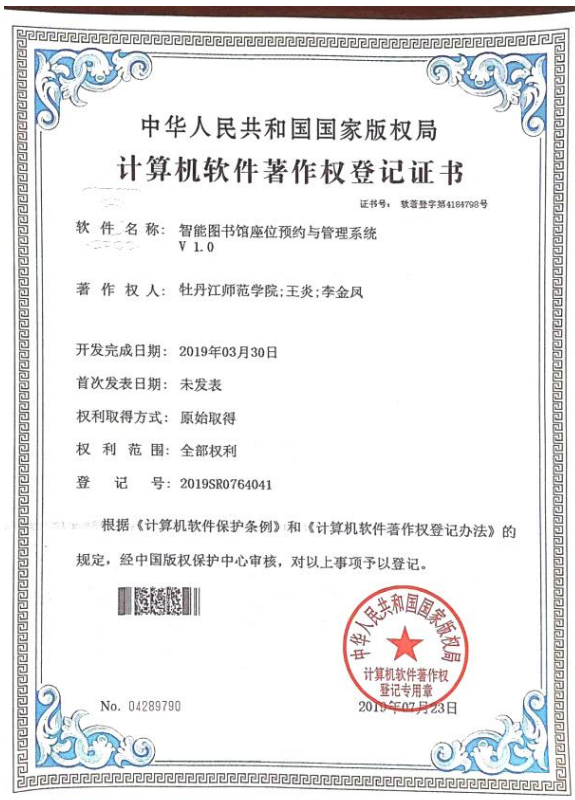 中华人民共和国国家版权局
计算机软件著作权登记证书
证书号： 软著登字第4184798号
软件名称： 智能图书馆座位预约与管理系统
V 1.0
著作权人： 牡丹江师范学院;王炎;李金凤
开发完成日期： 2019年03月30日
首次发表日期： 未发表
权利取得方式： 原始取得
权利范围： 全部权利
登记号： 2019SR0764041
根据《计算机软件保护条例》和《计算机软件著作权登记办法》的
规定，经中国版权保护中心审核，对以上事项予以登记。
中华人民共和国国家版权局
计算机软件著作权
登记专用章
No. 04289790
2019年07月23日